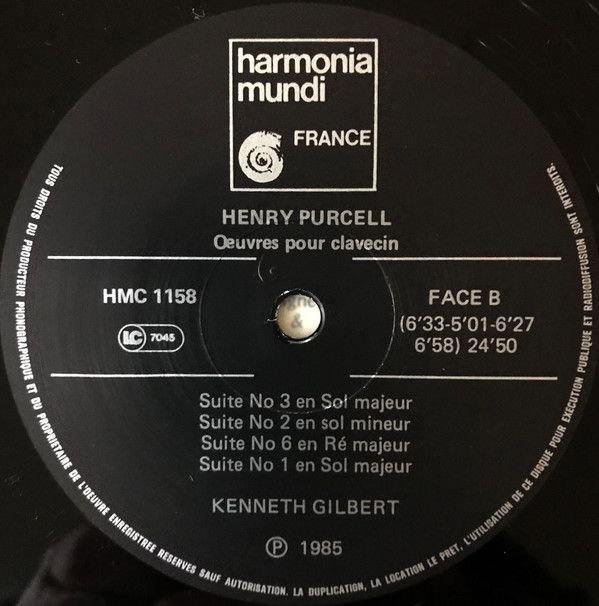 harmonia
mundi
FRANCE
HENRY PURCELL
Œuvres pour clavecin
HMC 1158
LC 7045
FACE B
(6'33-5'01-6'27
6'58) 24'50
Suite No 3 en Sol majeur
Suite No 2 en sol mineur
Suite No 6 en Ré majeur
Suite No 1 en Sol majeur
KENNETH GILBERT
Ⓟ 1985
TOUS DROITS DU PRODUCTEUR PHONOGRAPHIQUE ET DU PROPRIETAIRE DE L'ŒUVRE ENREGISTREE RESERVES SAUF AUTORISATION. LA DUPLICATION, LA LOCATION LE PRET, L'UTILISATION DE CE DISQUE POUR EXECUTION PUBLIQUE ET RADIODIFFUSION SONT INTERDITS.
&